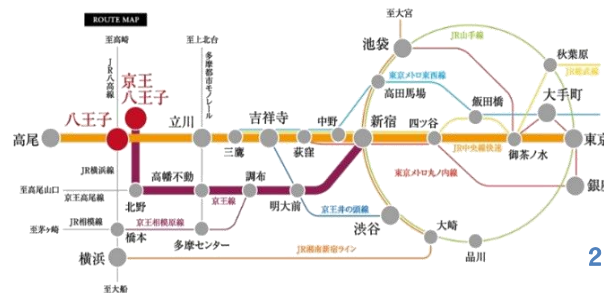 ROUTE MAP
至大宮
至高崎
至上北台
JR山手線
池袋
秋葉原
JR八高線
多摩都市モノレール
東京メトロ東西線
JR総武線
京王
八王子
高田馬場
飯田橋
大手町
八王子
立川
吉祥寺
中野
新宿
四ツ谷
高尾
三鷹
荻窪
JR中央線快速
御茶ノ水
東京
JR横浜線
高幡不動
調布
東京メトロ丸ノ内線
至高尾山口
京王高尾線
北野
京王線
明大前
銀座
JR相模線
京王相模原線
京王井の頭線
至茅ヶ崎
橋本
多摩センター
渋谷
大崎
横浜
JR湘南新宿ライン
品川
至大船
2